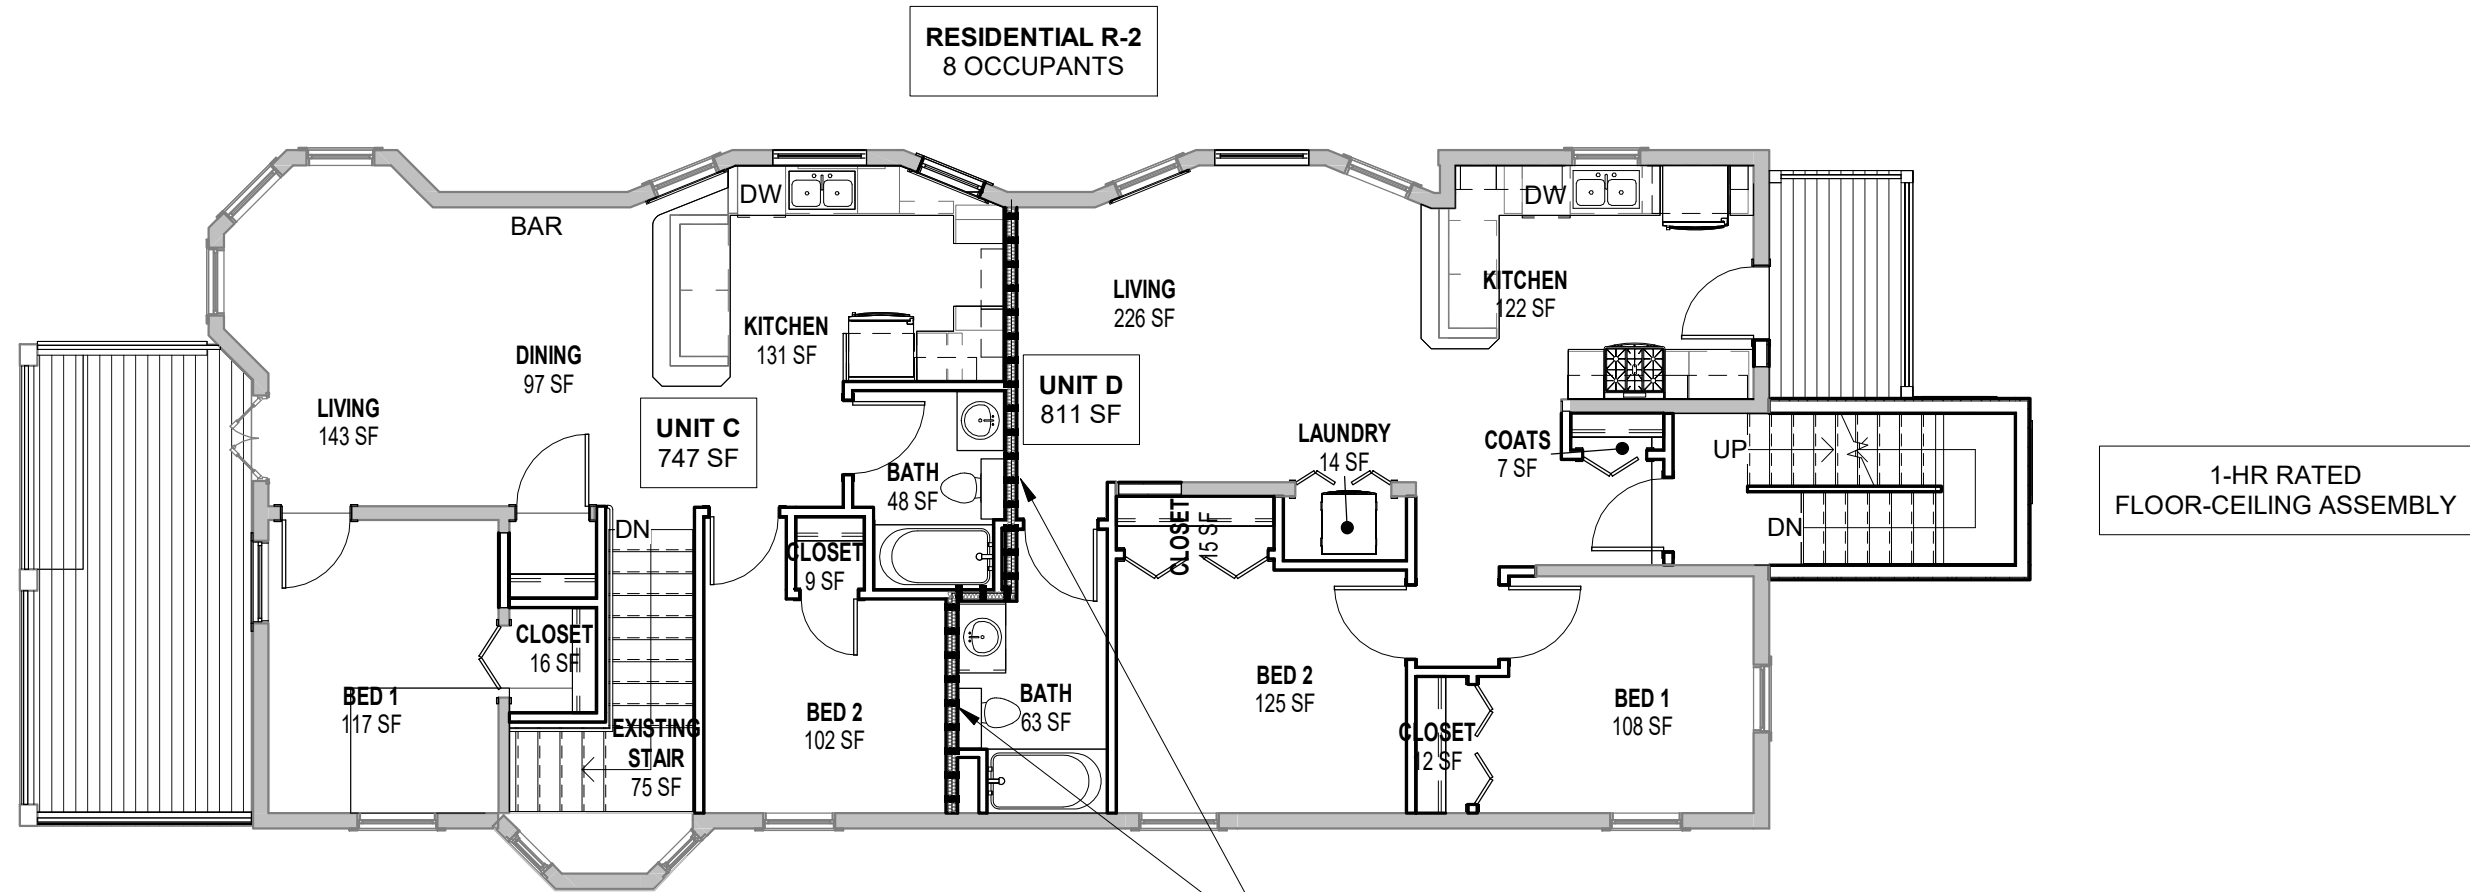 RESIDENTIAL R-2
8 OCCUPANTS
DW
DW
BAR
LIVING
226 SF
KITCHEN
122 SF
KITCHEN
131 SF
DINING
97 SF
UNIT D
811 SF
LIVING
143 SF
UNIT C
747 SF
LAUNDRY
14 SF
COATS
7 SF
UP
BATH
48 SF
1-HR RATED
FLOOR-CEILING ASSEMBLY
DN
DN
CLOSET
9 SF
CLOSET
15 SF
CLOSET
16 SF
BED 1
117 SF
EXISTING
STAIR
75 SF
BED 2
102 SF
BATH
63 SF
BED 2
125 SF
CLOSET
12 SF
BED 1
108 SF